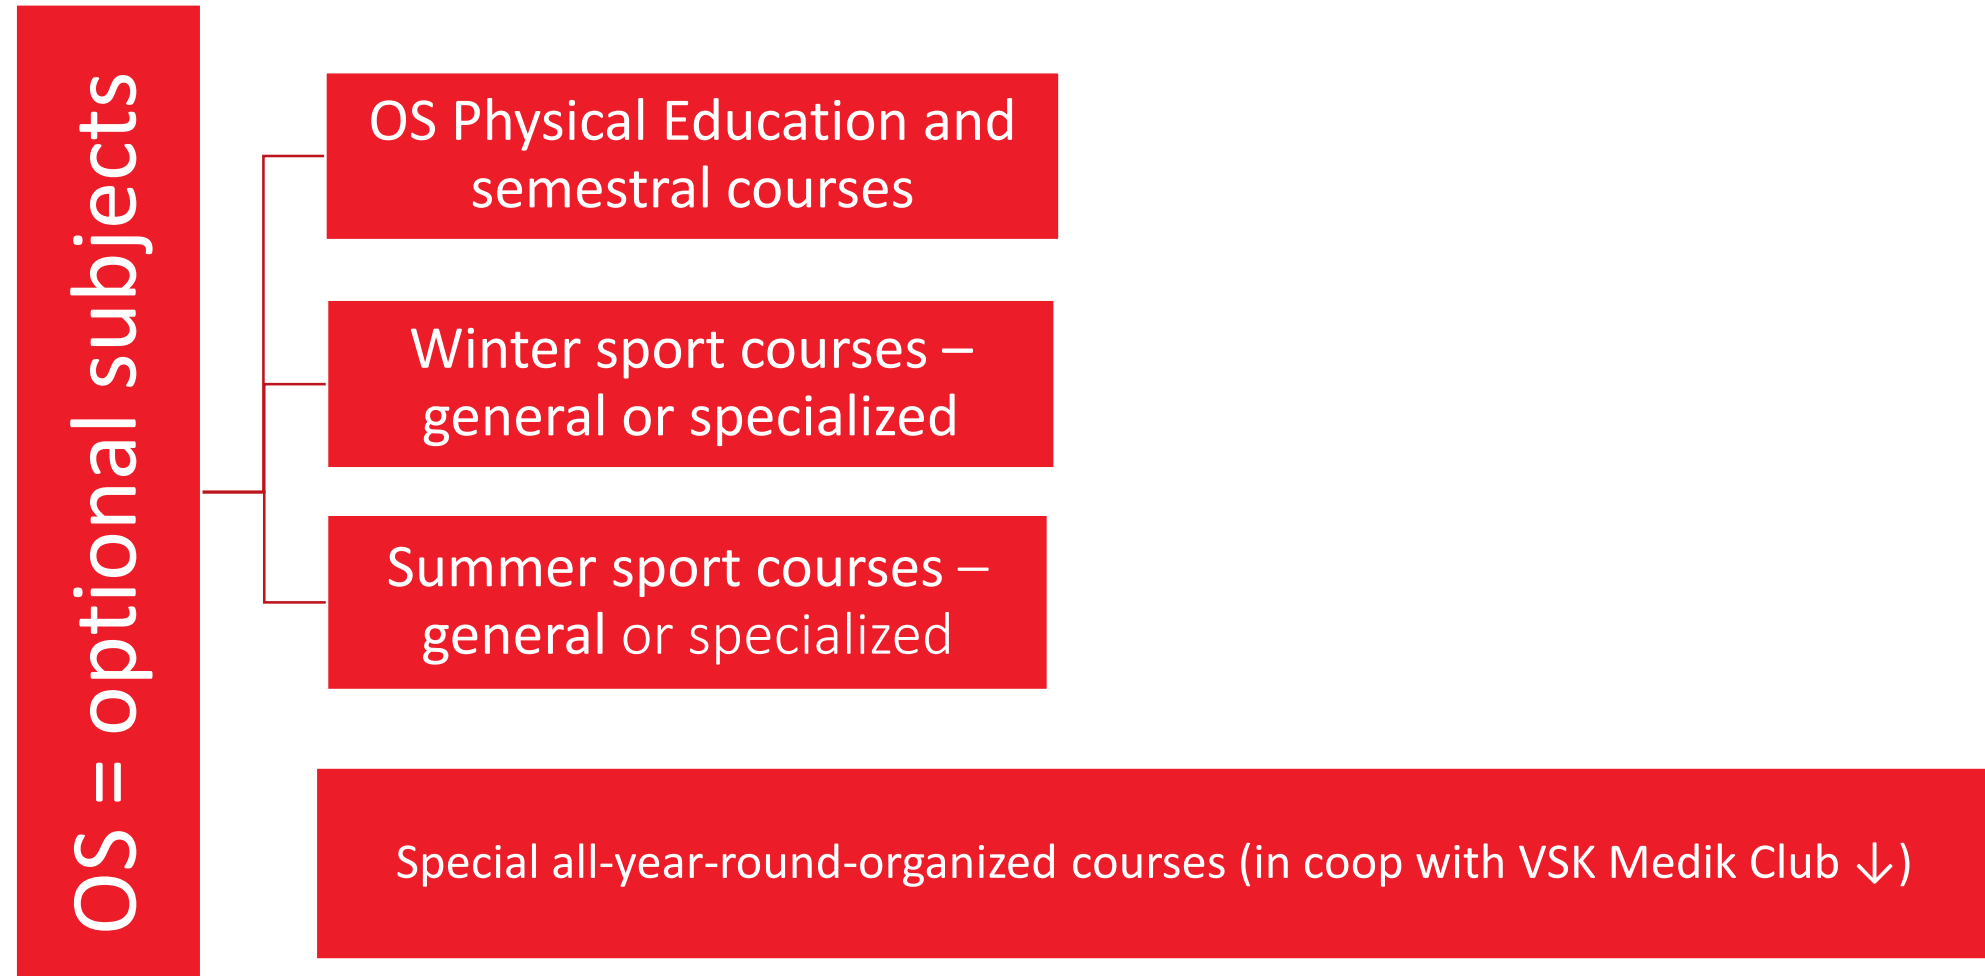 OS = optional subjects
OS Physical Education and
semestral courses
Winter sport courses –
general or specialized
Summer sport courses –
general or specialized
Special all-year-round-organized courses (in coop with VSK Medik Club ↓)